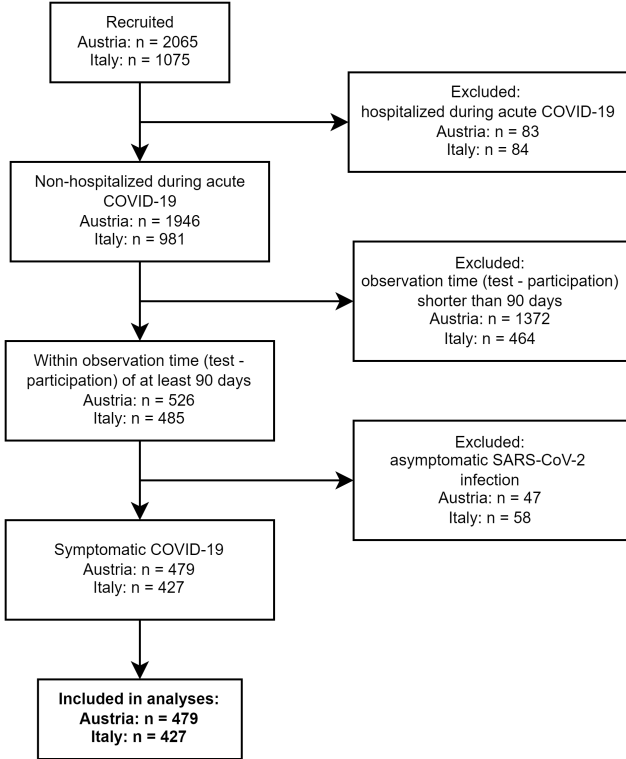 Recruited
Austria: n = 2065
Italy: n = 1075
Excluded:
hospitalized during acute COVID-19
Austria: n = 83
Italy: n = 84
Non-hospitalized during acute
COVID-19
Austria: n = 1946
Italy: n = 981
Excluded:
observation time (test - participation)
shorter than 90 days
Austria: n = 1372
Italy: n = 464
Within observation time (test -
participation) of at least 90 days
Austria: n = 526
Italy: n = 485
Excluded:
asymptomatic SARS-CoV-2
infection
Austria: n = 47
Italy: n = 58
Symptomatic COVID-19
Austria: n = 479
Italy: n = 427
Included in analyses:
Austria: n = 479
Italy: n = 427